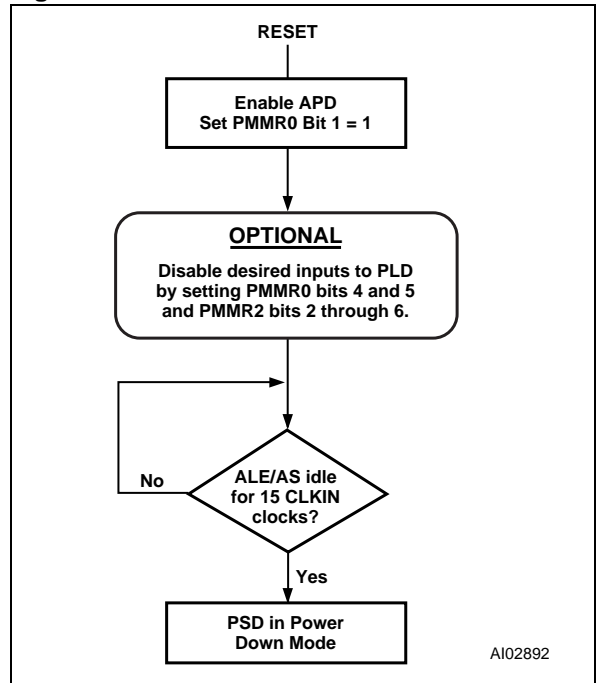 RESET
Enable APD
Set PMMR0 Bit 1 = 1
OPTIONAL
Disable desired inputs to PLD
by setting PMMR0 bits 4 and 5
and PMMR2 bits 2 through 6.
No
ALE/AS idle
for 15 CLKIN
clocks?
Yes
PSD in Power
Down Mode
AI02892